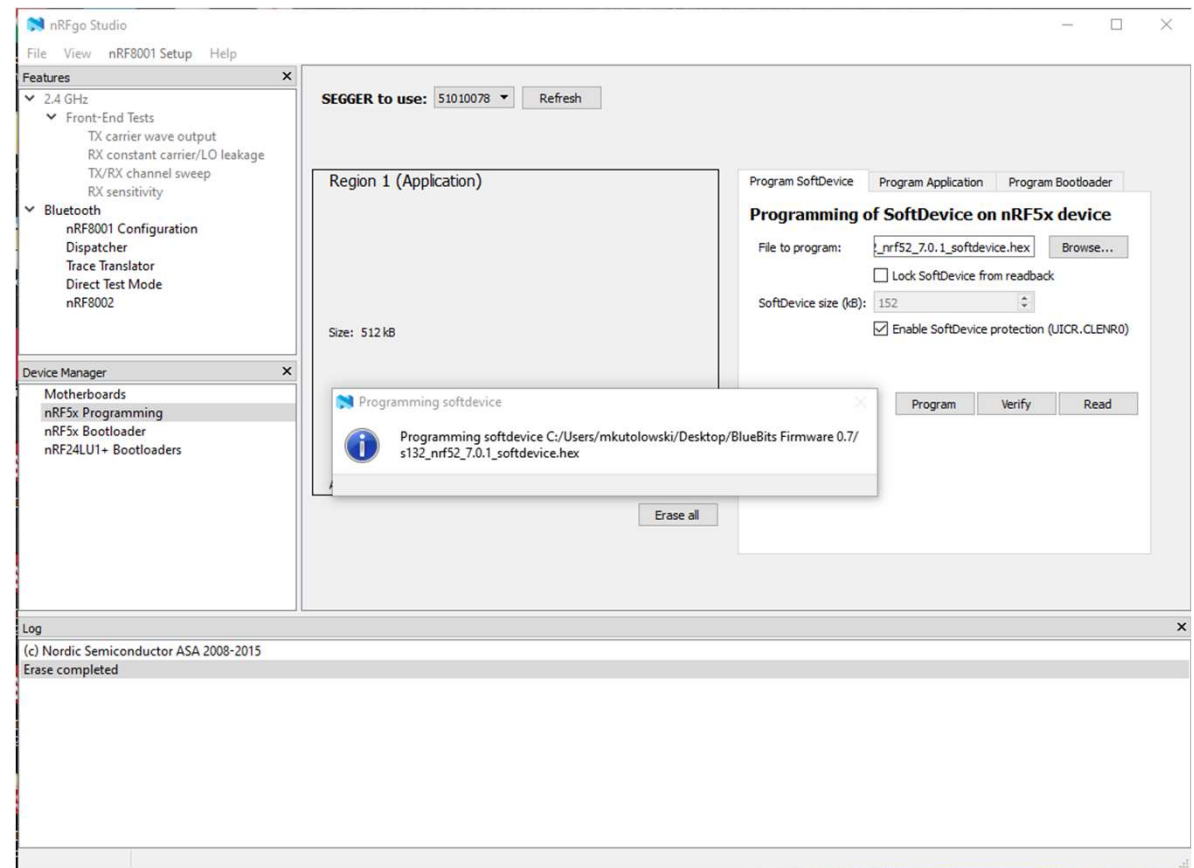 nRFgo Studio
File View nRF8001 Setup Help
Features
2.4 GHz
Front-End Tests
TX carrier wave output
RX constant carrier/LO leakage
TX/RX channel sweep
RX sensitivity
Bluetooth
nRF8001 Configuration
Dispatcher
Trace Translator
Direct Test Mode
nRF8002
Device Manager
Motherboards
nRF5x Programming
nRF5x Bootloader
nRF24LU1+ Bootloaders
SEGGER to use: 51010078 Refresh
Region 1 (Application)
Size: 512 kB
Erase all
Program SoftDevice Program Application Program Bootloader
Programming of SoftDevice on nRF5x device
File to program: _nrf52_7.0.1_softdevice.hex Browse...
Lock SoftDevice from readback
SoftDevice size (kB): 152
Enable SoftDevice protection (UICR.CLENR0)
Program Verify Read
Programming softdevice
Programming softdevice C:/Users/mkutolowski/Desktop/BlueBits Firmware 0.7/
s132_nrf52_7.0.1_softdevice.hex
Log
(c) Nordic Semiconductor ASA 2008-2015
Erase completed